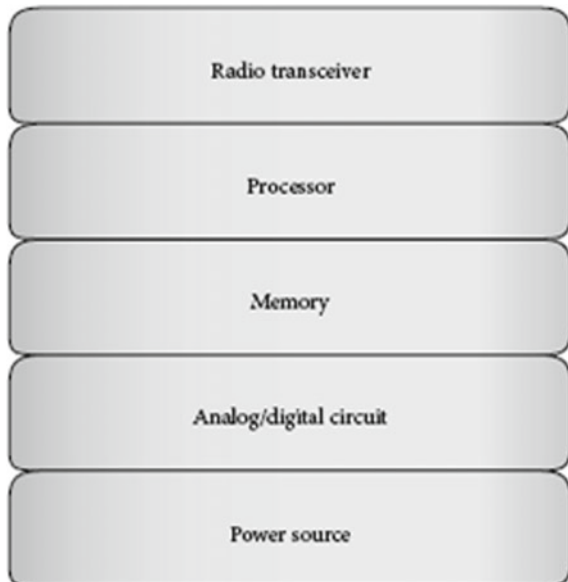 Radio transceiver
Processor
Memory
Analog/digital circuit
Power source